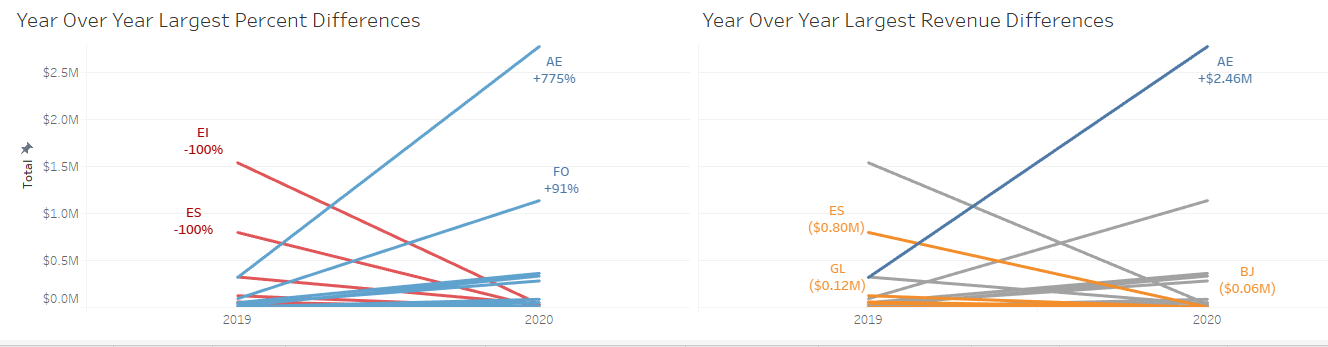 Year Over Year Largest Percent Differences
Total
$2.5M
$2.0M
$1.5M
$1.0M
$0.5M
$0.0M
AE
+775%
EI
-100%
FO
+91%
ES
-100%
2019
2020
Year Over Year Largest Revenue Differences
AE
+$2.46M
ES
($0.80M)
GL
($0.12M)
BJ
($0.06M)
2019
2020